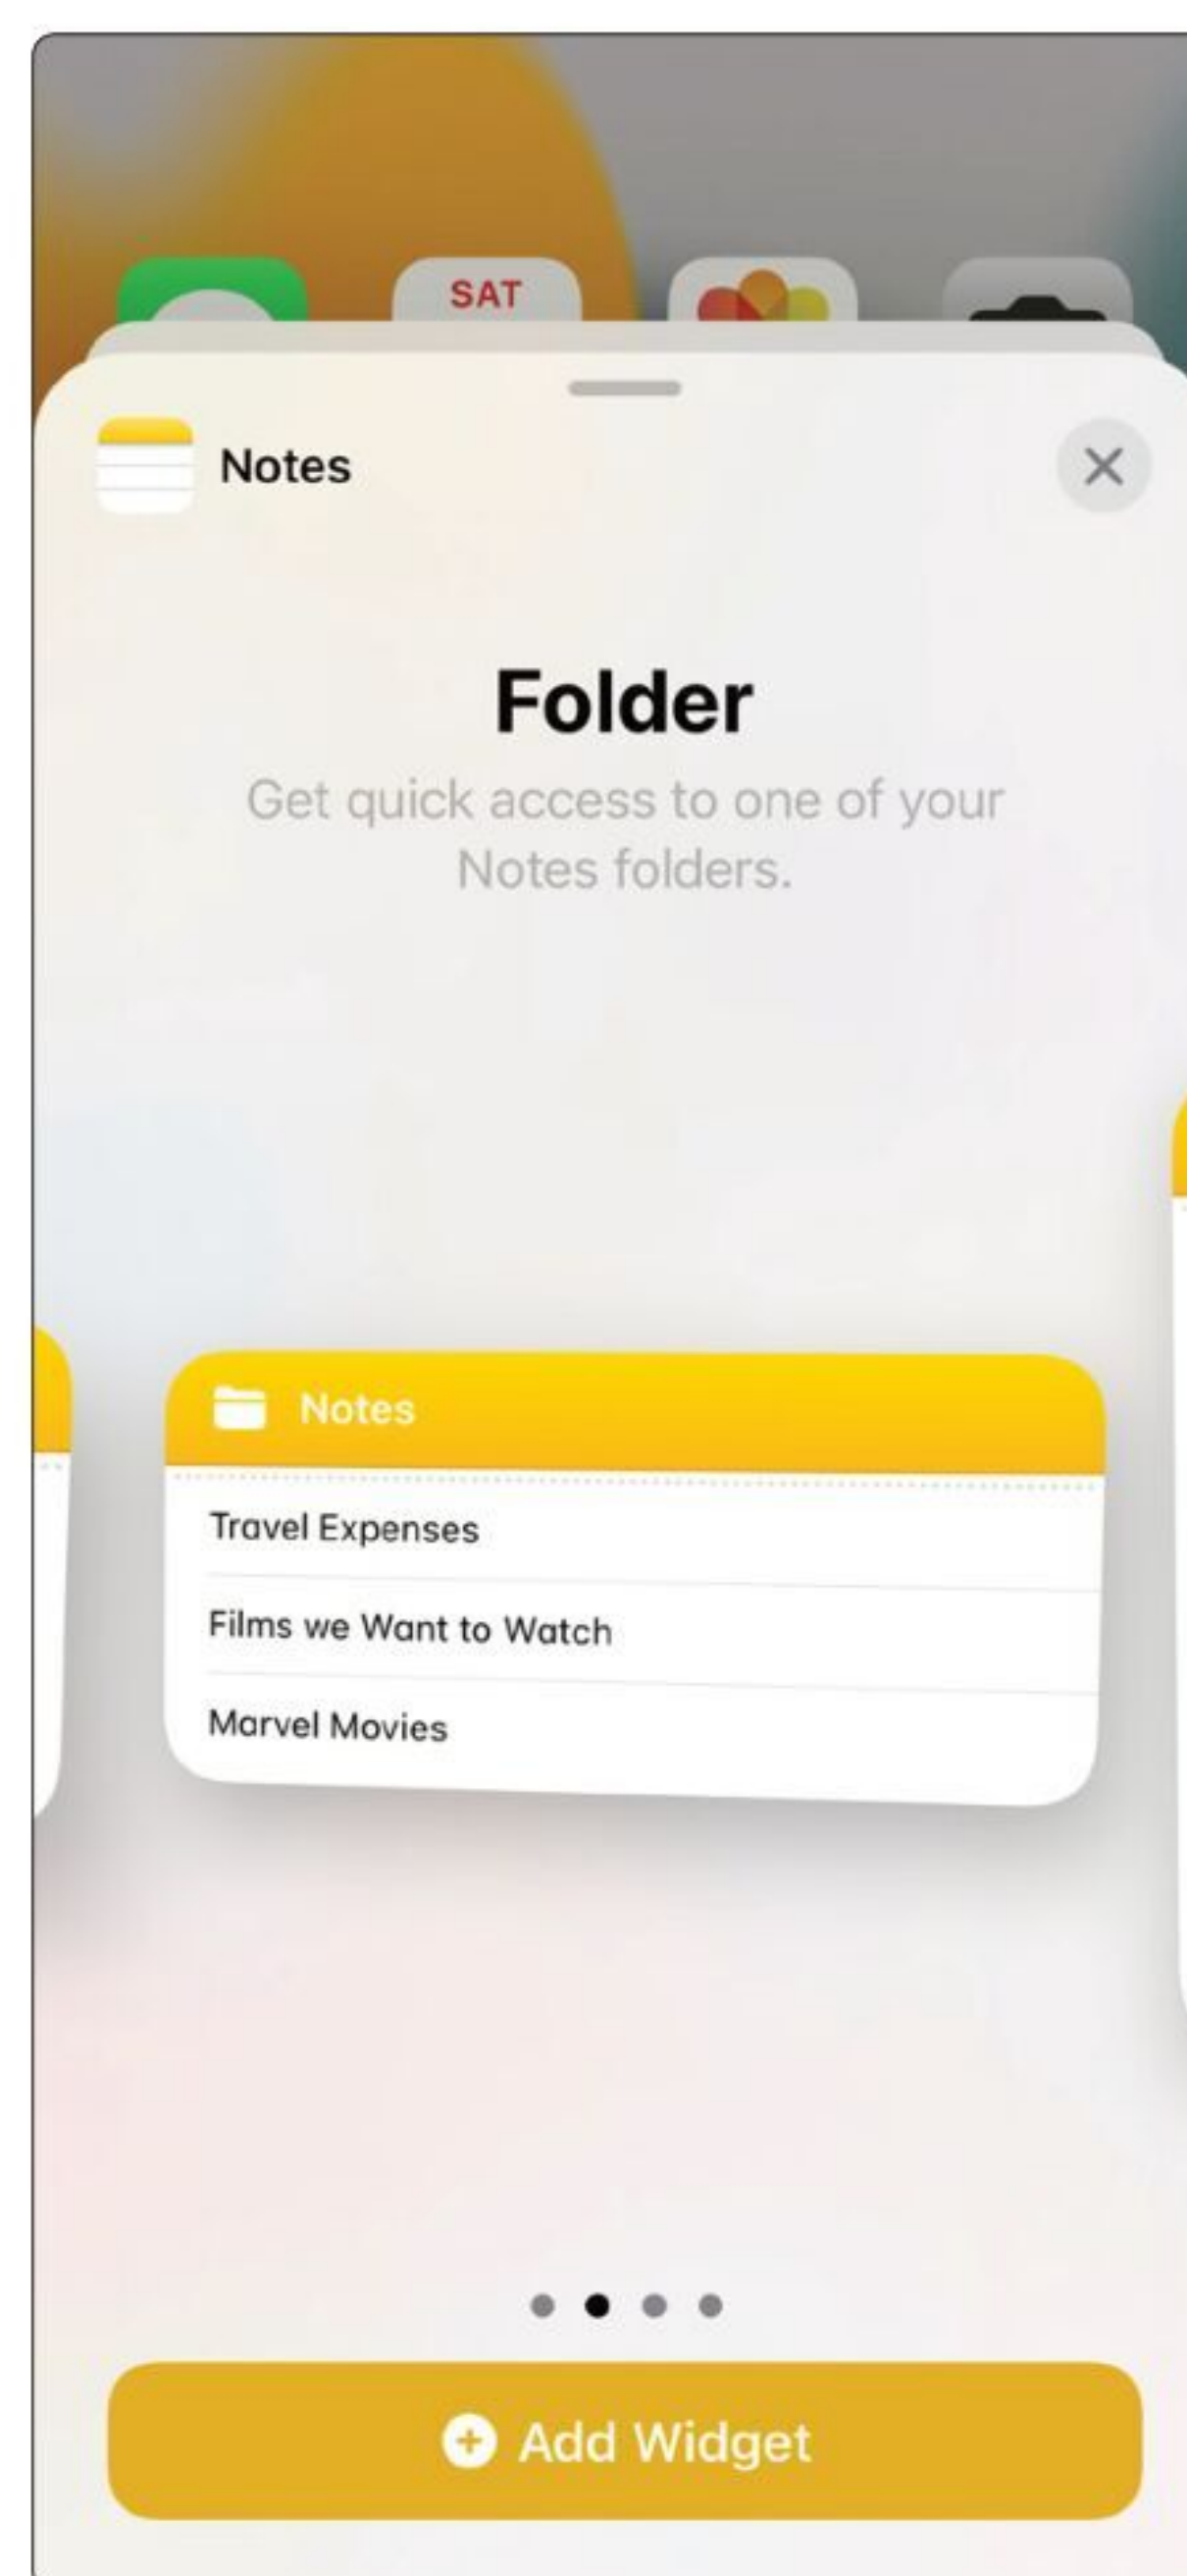 SAT
Notes
Folder
Get quick access to one of your
Notes folders.
Notes
Travel Expenses
Films we Want to Watch
Marvel Movies
Add Widget